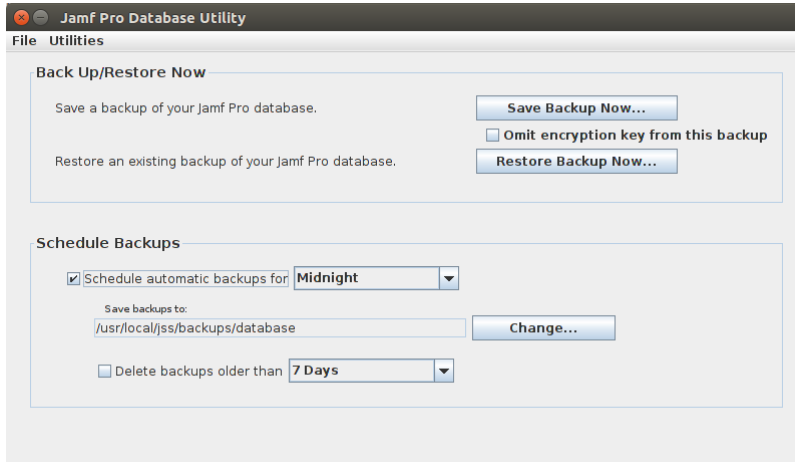 Jamf Pro Database Utility
File Utilities
Back Up/Restore Now
Save a backup of your Jamf Pro database. Save Backup Now...
Omit encryption key from this backup
Restore an existing backup of your Jamf Pro database. Restore Backup Now...
Schedule Backups
Schedule automatic backups for Midnight
Save backups to:
/usr/local/jss/backups/database Change...
Delete backups older than 7 Days